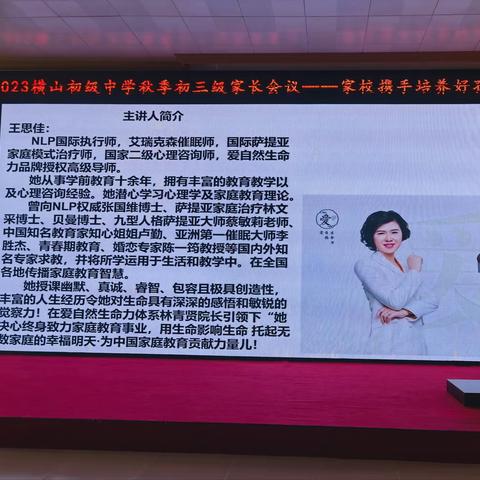 2023横山初级中学秋季初三级家长会议———家校携手培养好孩
主讲人简介
王思佳：
NLP国际执行师，艾瑞克森催眠师，国际萨提亚
家庭模式治疗师，国家二级心理咨询师，爱自然生命
力品牌授权高级导师。
她从事学前教育十余年，拥有丰富的教育教学以
及心理咨询经验。她潜心学习心理学及家庭教育理论。
曾向NLP权威张国维博士、萨提亚家庭治疗林文
采博士、贝曼博士、九型人格萨提亚大师蔡敏莉老师、
中国知名教育家知心姐姐卢勤、亚洲第一催眠大师李
胜杰、青春期教育、婚恋专家陈一筠教授等国内外知
名专家求教，并将所学运用于生活和教学中。在全国
各地传播家庭教育智慧。
她授课幽默、真诚、睿智、包容且极具创造性，
丰富的人生经历令她对生命具有深深的感悟和敏锐的
觉察力！在爱自然生命力体系林青贤院长引领下“她
决心终身致力家庭教育事业，用生命影响生命 托起无
数家庭的幸福明天·为中国家庭教育贡献力量儿！
爱